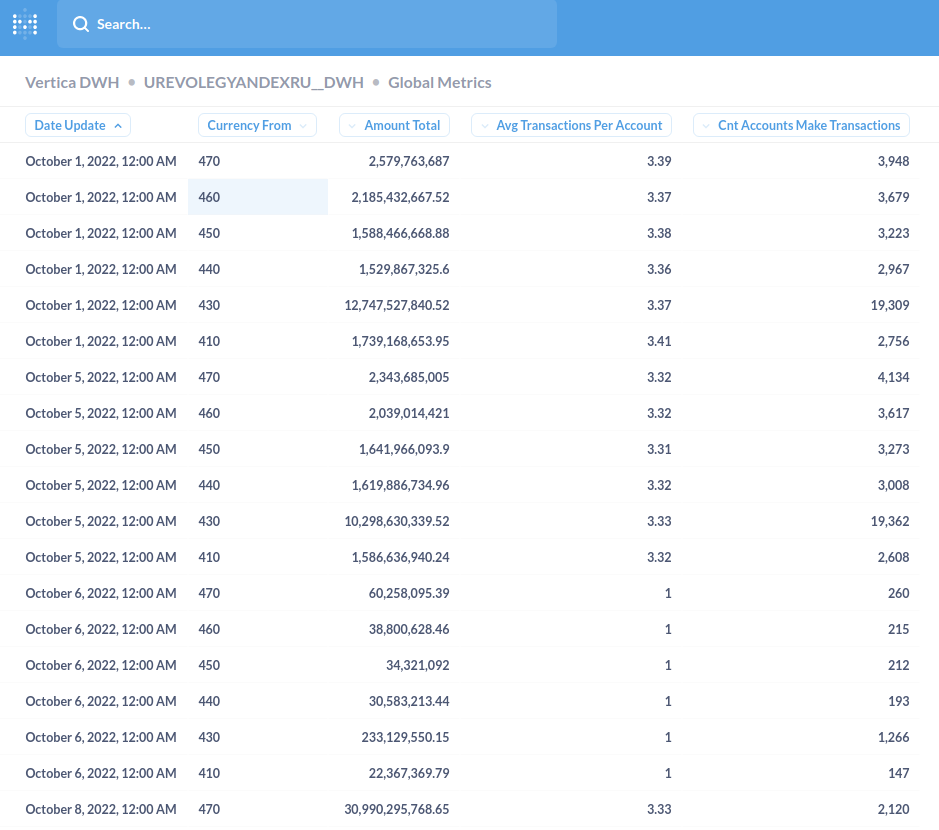 Search...
Vertica DWH • UREVOLEGYANDEXRU__DWH • Global Metrics
Date Update Currency From Amount Total Avg Transactions Per Account Cnt Accounts Make Transactions
October 1, 2022, 12:00 AM 470 2,579,763,687 3.39 3,948
October 1, 2022, 12:00 AM 460 2,185,432,667.52 3.37 3,679
October 1, 2022, 12:00 AM 450 1,588,466,668.88 3.38 3,223
October 1, 2022, 12:00 AM 440 1,529,867,325.6 3.36 2,967
October 1, 2022, 12:00 AM 430 12,747,527,840.52 3.37 19,309
October 1, 2022, 12:00 AM 410 1,739,168,653.95 3.41 2,756
October 5, 2022, 12:00 AM 470 2,343,685,005 3.32 4,134
October 5, 2022, 12:00 AM 460 2,039,014,421 3.32 3,617
October 5, 2022, 12:00 AM 450 1,641,966,093.9 3.31 3,273
October 5, 2022, 12:00 AM 440 1,619,886,734.96 3.32 3,008
October 5, 2022, 12:00 AM 430 10,298,630,339.52 3.33 19,362
October 5, 2022, 12:00 AM 410 1,586,636,940.24 3.32 2,608
October 6, 2022, 12:00 AM 470 60,258,095.39 1 260
October 6, 2022, 12:00 AM 460 38,800,628.46 1 215
October 6, 2022, 12:00 AM 450 34,321,092 1 212
October 6, 2022, 12:00 AM 440 30,583,213.44 1 193
October 6, 2022, 12:00 AM 430 233,129,550.15 1 1,266
October 6, 2022, 12:00 AM 410 22,367,369.79 1 147
October 8, 2022, 12:00 AM 470 30,990,295,768.65 3.33 2,120